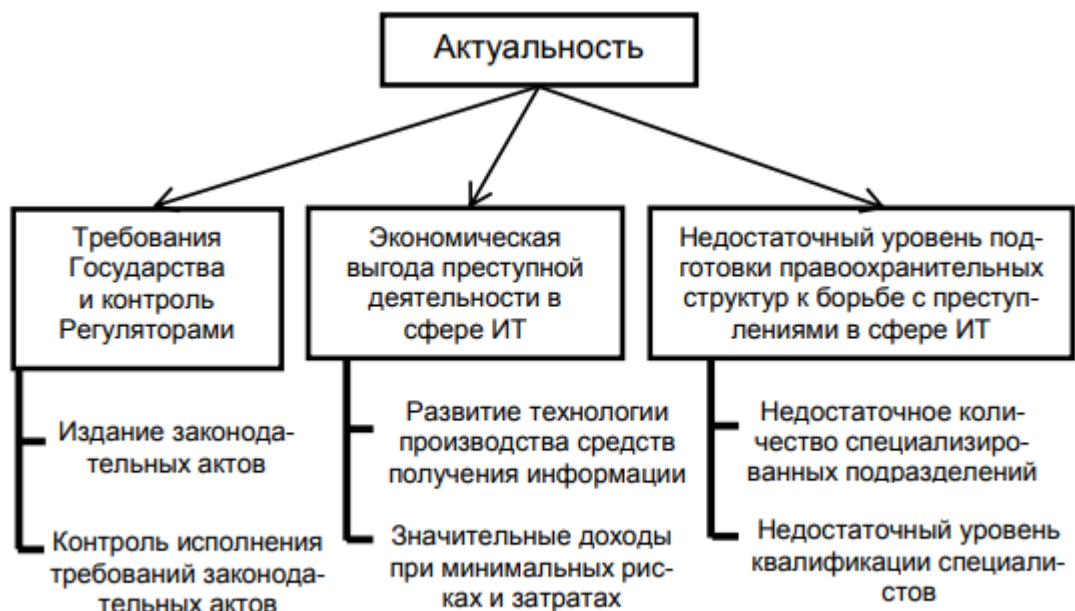 Актуальность
Требования
Государства
и контроль
Регуляторами
Издание законода-
тельных актов
Контроль исполнения
требований законода-
тельных актов
Экономическая
выгода преступной
деятельности в
сфере ИТ
Развитие технологии
производства средств
получения информации
Значительные доходы
при минимальных рис-
ках и затратах
Недостаточный уровень под-
готовки правоохранительных
структур к борьбе с преступ-
лениями в сфере ИТ
Недостаточное коли-
чество специализиро-
ванных подразделений
Недостаточный уровень
квалификации специали-
стов